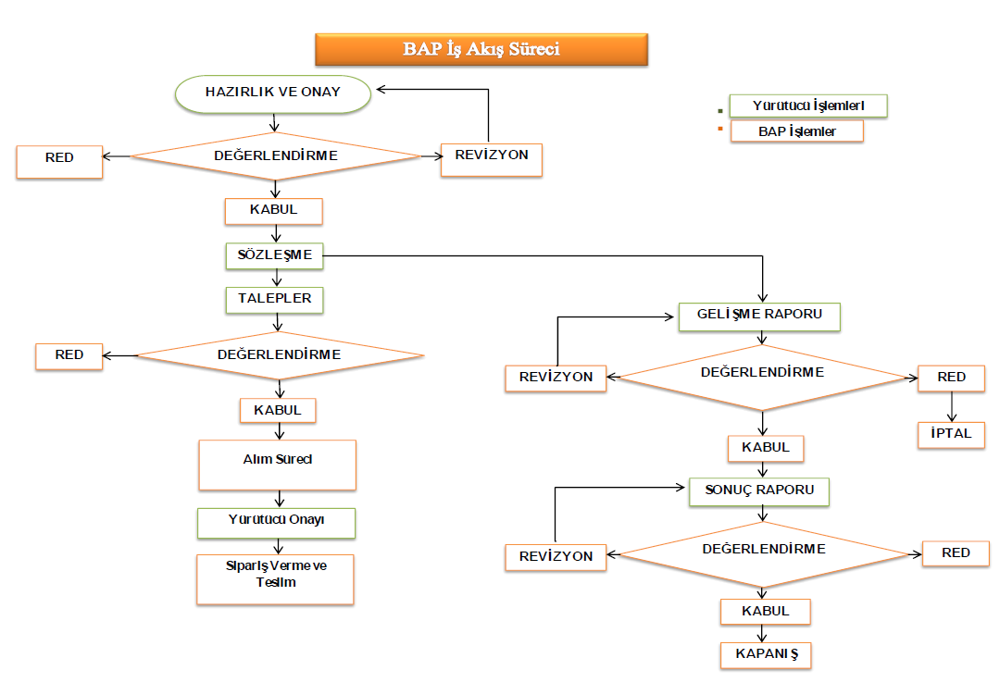 BAP İş Akış Süreci
HAZIRLIK VE ONAY
Yürütücü İşlemleri
BAP İşlemler
RED
DEĞERLENDİRME
REVİZYON
KABUL
SÖZLEŞME
TALEPLER
RED
DEĞERLENDİRME
KABUL
Alım Süreci
Yürütücü Onayı
Sipariş Verme ve
Teslim
GELİŞME RAPORU
REVİZYON
DEĞERLENDİRME
RED
İPTAL
KABUL
SONUÇ RAPORU
REVİZYON
DEĞERLENDİRME
RED
KABUL
KAPANIŞ